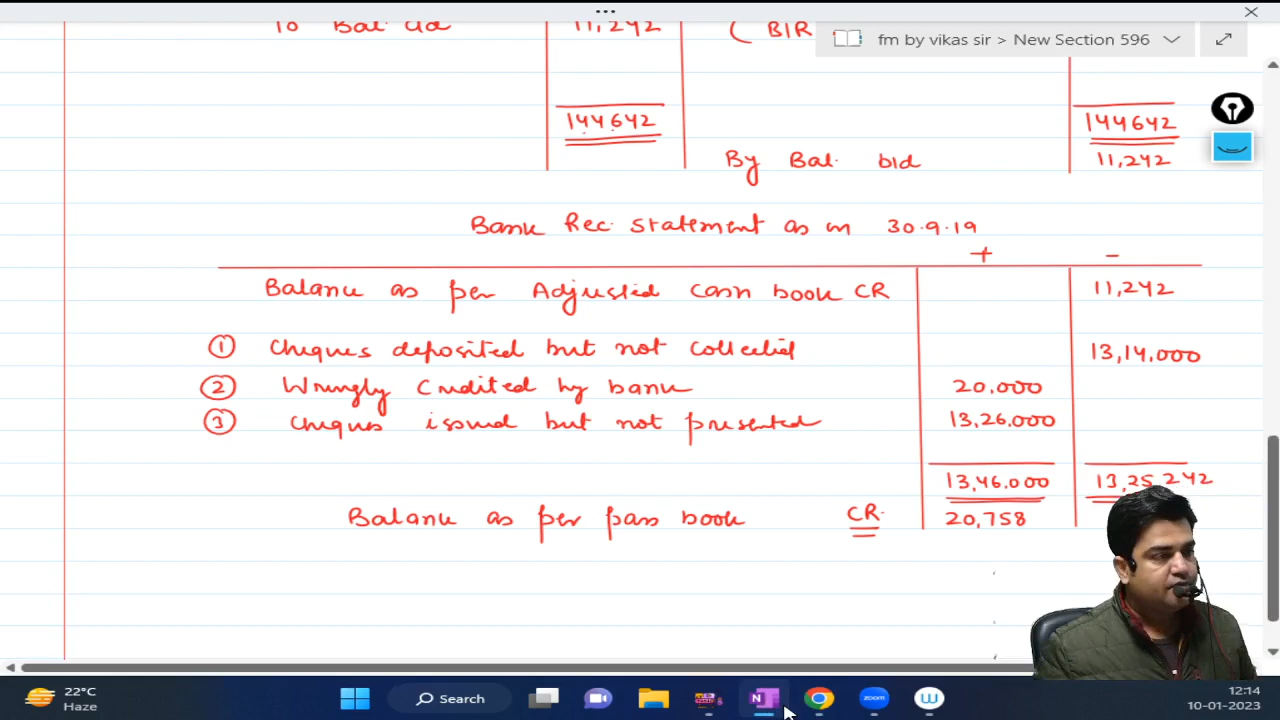 To Bal c/d 11,242 ( B/R
fm by vikas sir > New Section 596
144642 144642
By Bal. b/d 11,242
Bank Rec. Statement as on 30.9.19
+ -
Balance as per Adjusted cash book CR 11,242
① Cheques deposited but not collected 13,14,000
② Wrongly Credited by bank 20,000
③ Cheques issued but not presented 13,26,000
13,46,000 13,25,242
Balance as per pass book CR. 20,758
22°C
Haze
Search
12:14
10-01-2023